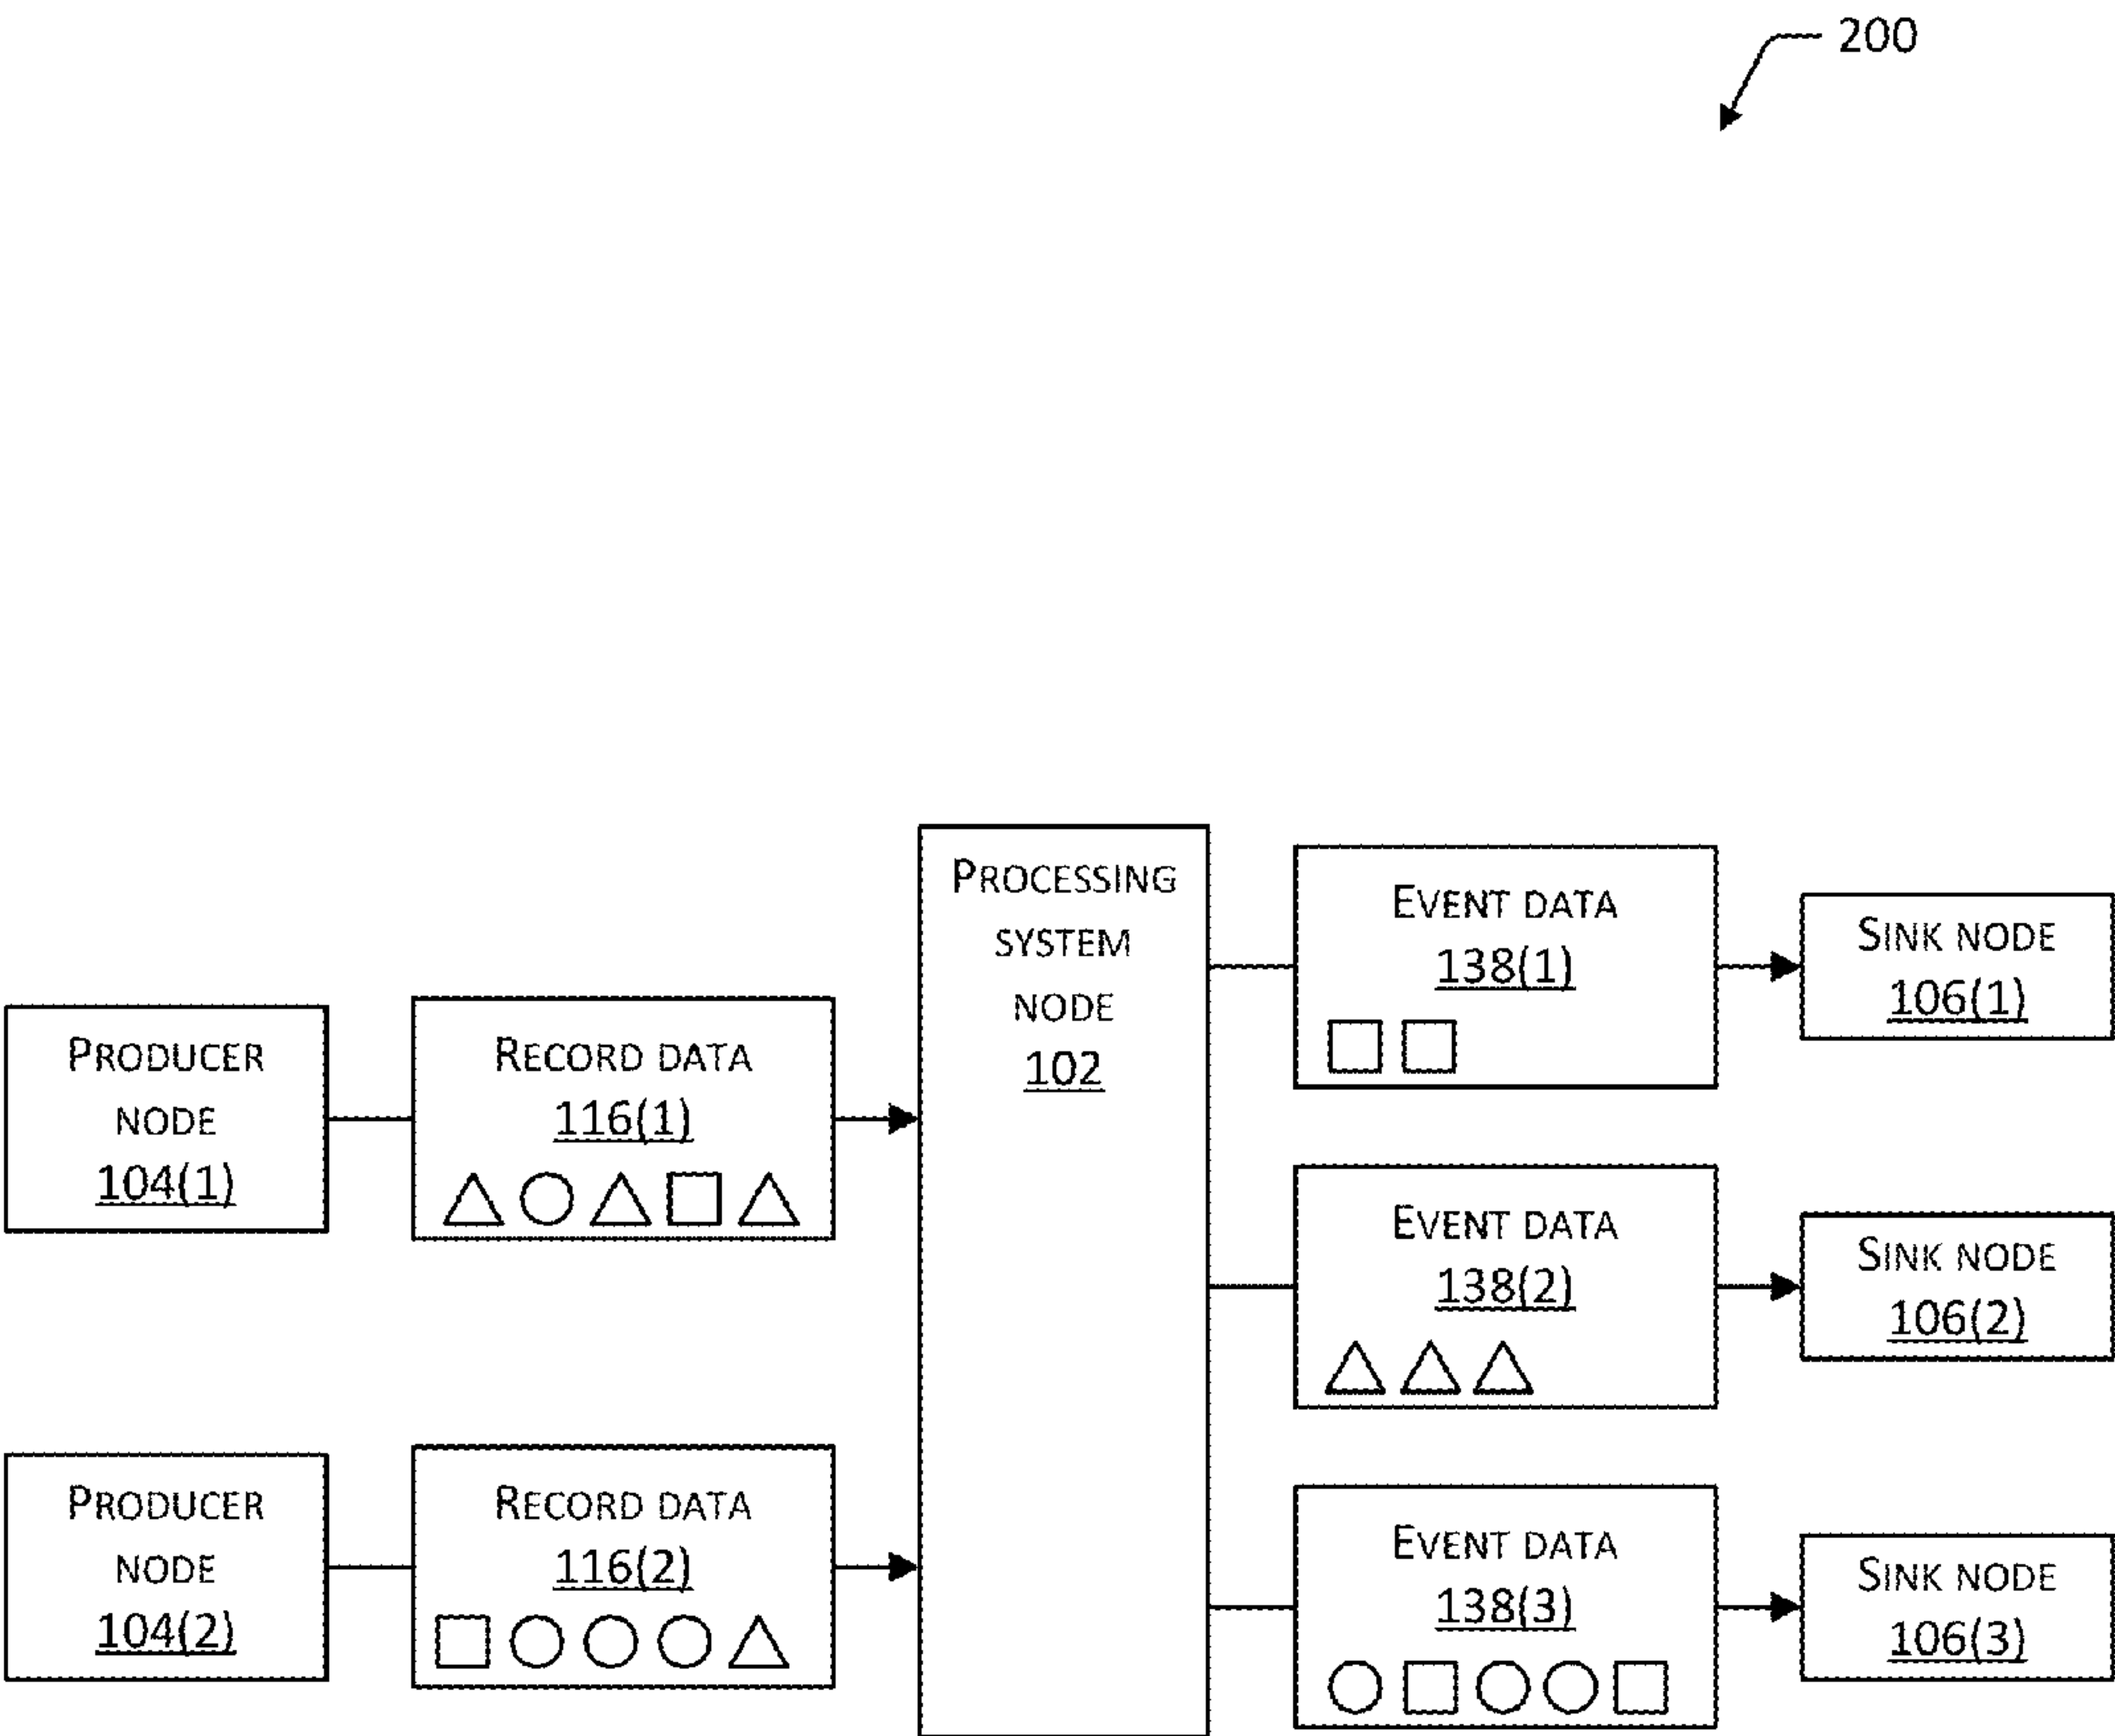 200
PROCESSING
SYSTEM
NODE
102
PRODUCER
NODE
104(1)
RECORD DATA
116(1)
PRODUCER
NODE
104(2)
RECORD DATA
116(2)
EVENT DATA
138(1)
SINK NODE
106(1)
EVENT DATA
138(2)
SINK NODE
106(2)
EVENT DATA
138(3)
SINK NODE
106(3)